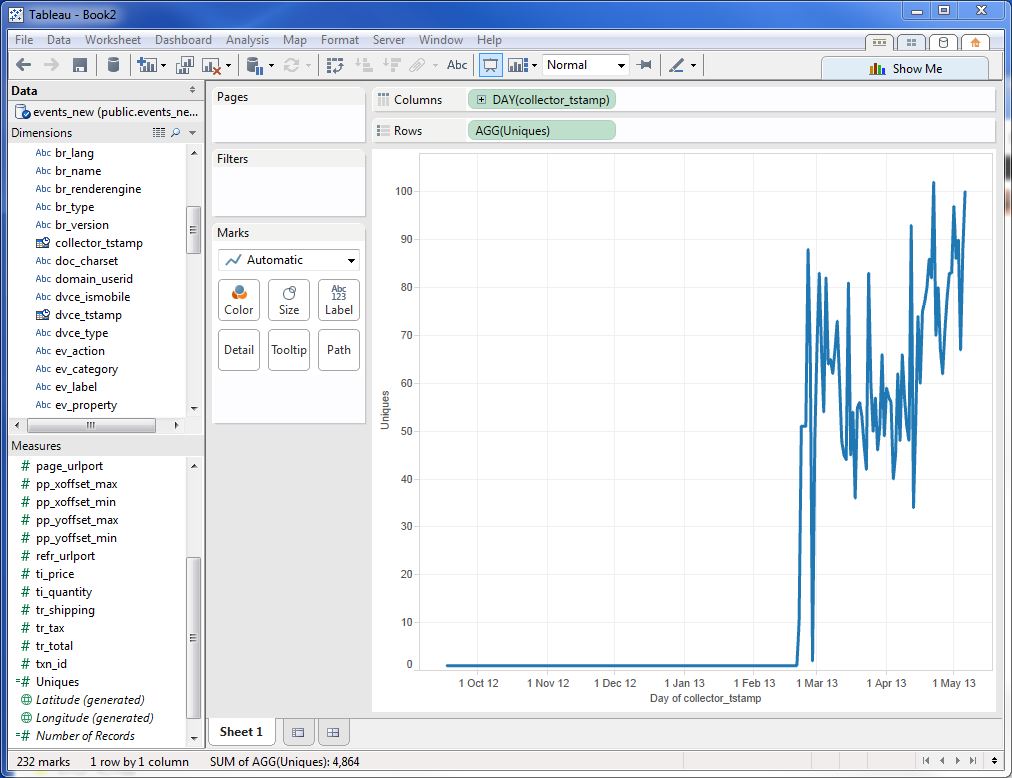 Tableau - Book2
File Data Worksheet Dashboard Analysis Map Format Server Window Help
Abc Normal Show Me
Data
events_new (public.events_ne...
Dimensions
Abc br_lang
Abc br_name
Abc br_renderengine
Abc br_type
Abc br_version
collector_tstamp
Abc doc_charset
Abc domain_userid
Abc dvce_ismobile
dvce_tstamp
Abc dvce_type
Abc ev_action
Abc ev_category
Abc ev_label
Abc ev_property
Measures
# page_urlport
# pp_xoffset_max
# pp_xoffset_min
# pp_yoffset_max
# pp_yoffset_min
# refr_urlport
# ti_price
# ti_quantity
# tr_shipping
# tr_tax
# tr_total
# txn_id
=# Uniques
Latitude (generated)
Longitude (generated)
=# Number of Records
Pages
Filters
Marks
Automatic
Color Size Abc 123 Label
Detail Tooltip Path
Columns DAY(collector_tstamp)
Rows AGG(Uniques)
100
90
80
70
60
50
40
30
20
10
0
Uniques
1 Oct 12 1 Nov 12 1 Dec 12 1 Jan 13 1 Feb 13 1 Mar 13 1 Apr 13 1 May 13
Day of collector_tstamp
Sheet 1
232 marks 1 row by 1 column SUM of AGG(Uniques): 4,864